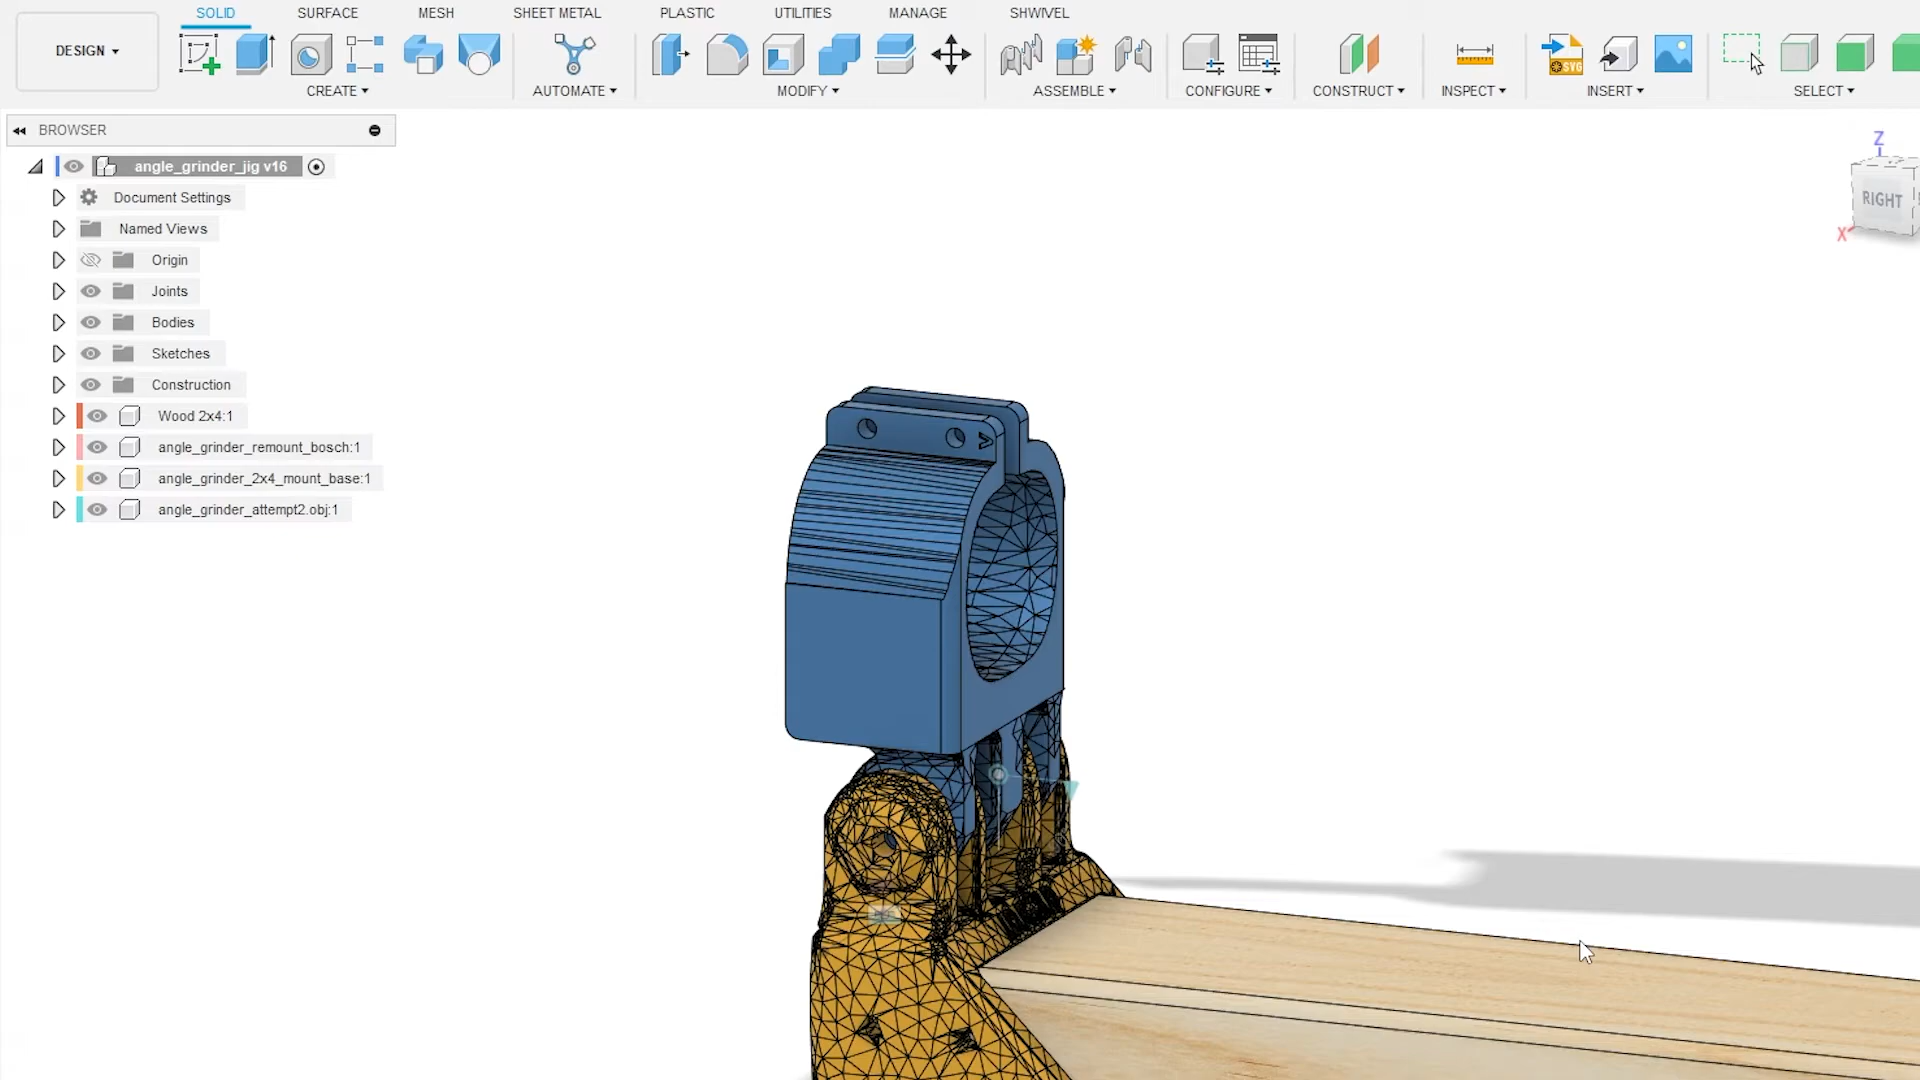 SOLID SURFACE MESH SHEET METAL PLASTIC UTILITIES MANAGE SHWIVEL
DESIGN
SVG
CREATE AUTOMATE MODIFY ASSEMBLE CONFIGURE CONSTRUCT INSPECT INSERT SELECT
BROWSER
angle_grinder_jig v16
Document Settings
Named Views
Origin
Joints
Bodies
Sketches
Construction
Wood 2x4:1
angle_grinder_remount_bosch:1
angle_grinder_2x4_mount_base:1
angle_grinder_attempt2.obj:1
Z
RIGHT
X